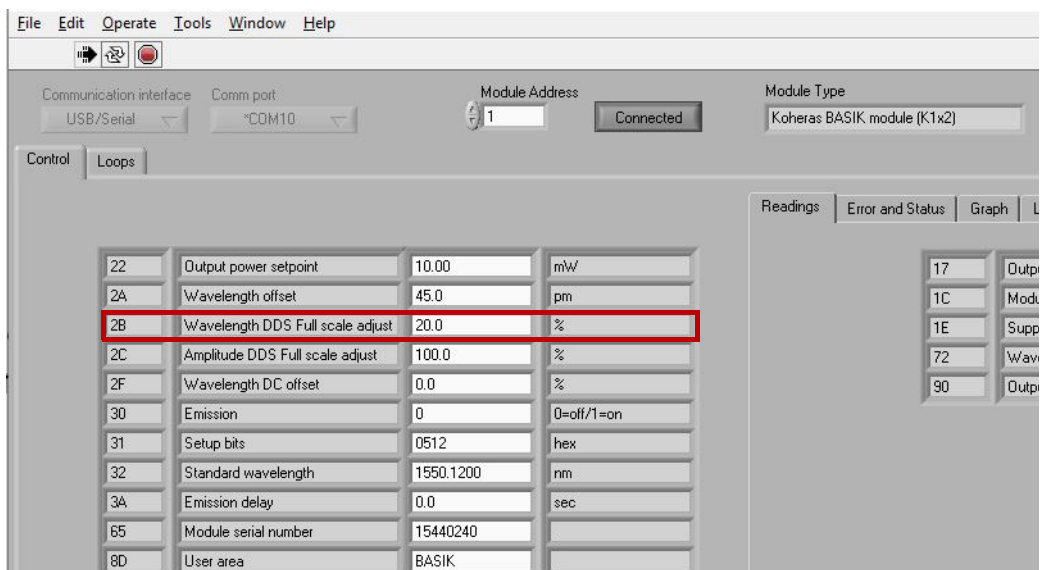 File Edit Operate Tools Window Help
Communication interface Comm port Module Address Module Type
USB/Serial *COM10 1 Connected Koheras BASIK module (K1x2)
Control Loops
Readings Error and Status Graph L
22 Output power setpoint 10.00 mW
17 Outpu
2A Wavelength offset 45.0 pm
1C Modu
2B Wavelength DDS Full scale adjust 20.0 %
1E Supp
2C Amplitude DDS Full scale adjust 100.0 %
72 Wave
2F Wavelength DC offset 0.0 %
90 Outpu
30 Emission 0 0=off/1=on
31 Setup bits 0512 hex
32 Standard wavelength 1550.1200 nm
3A Emission delay 0.0 sec
65 Module serial number 15440240
8D User area BASIK